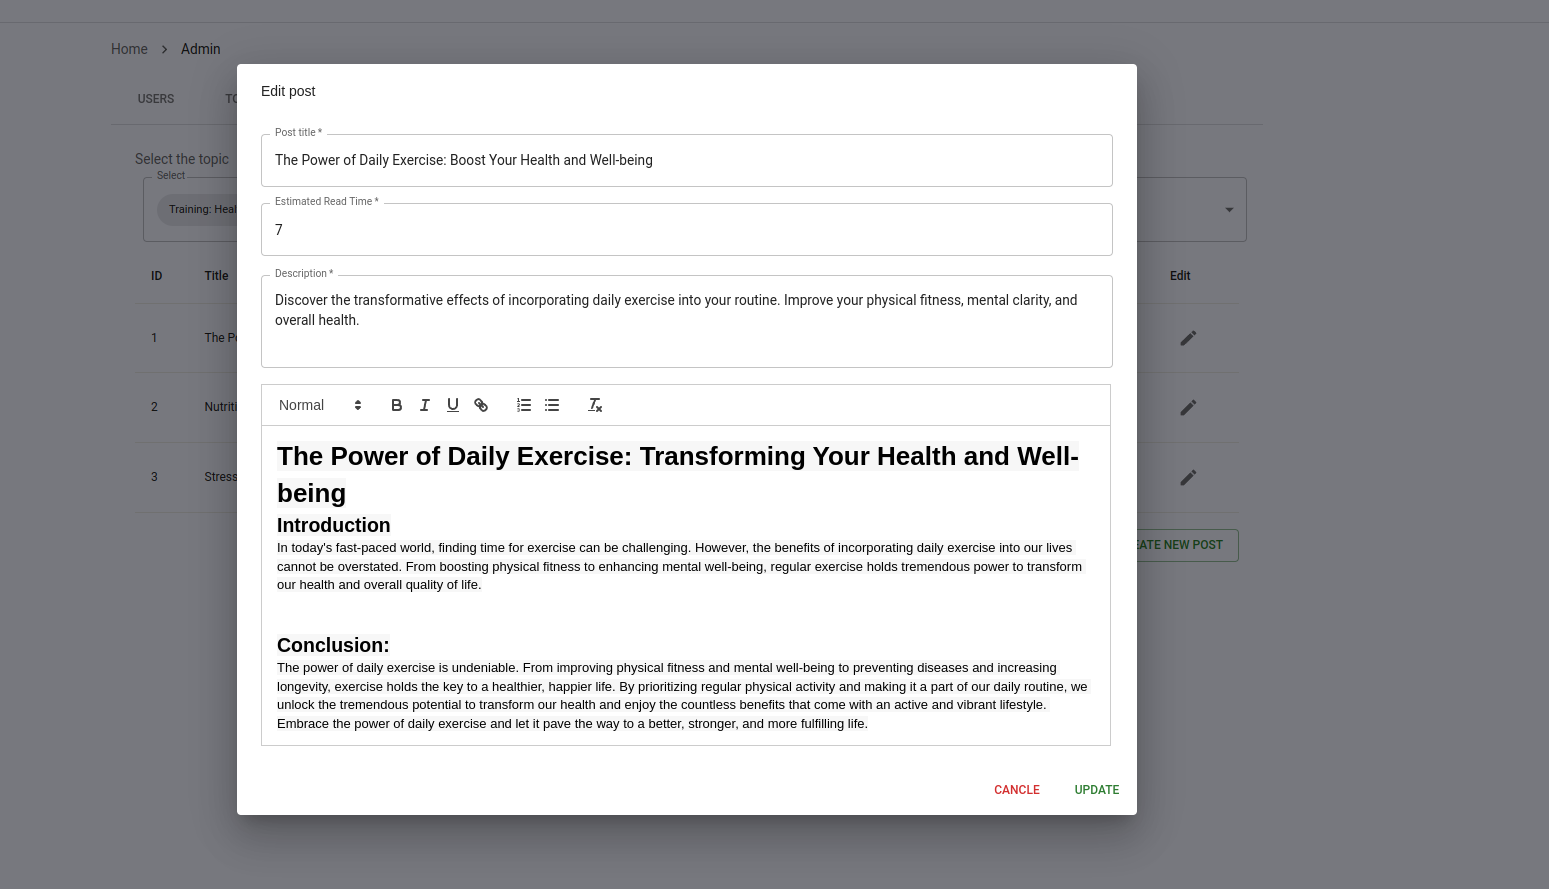 Home > Admin
USERS
TO
Select the topic
Select
Training: Heal
ID Title Edit
1 The Po
2 Nutriti
3 Stress
EATE NEW POST
Edit post
Post title *
The Power of Daily Exercise: Boost Your Health and Well-being
Estimated Read Time *
7
Description *
Discover the transformative effects of incorporating daily exercise into your routine. Improve your physical fitness, mental clarity, and
overall health.
Normal B I U
The Power of Daily Exercise: Transforming Your Health and Well-
being
Introduction
In today's fast-paced world, finding time for exercise can be challenging. However, the benefits of incorporating daily exercise into our lives
cannot be overstated. From boosting physical fitness to enhancing mental well-being, regular exercise holds tremendous power to transform
our health and overall quality of life.
Conclusion:
The power of daily exercise is undeniable. From improving physical fitness and mental well-being to preventing diseases and increasing
longevity, exercise holds the key to a healthier, happier life. By prioritizing regular physical activity and making it a part of our daily routine, we
unlock the tremendous potential to transform our health and enjoy the countless benefits that come with an active and vibrant lifestyle.
Embrace the power of daily exercise and let it pave the way to a better, stronger, and more fulfilling life.
CANCLE UPDATE